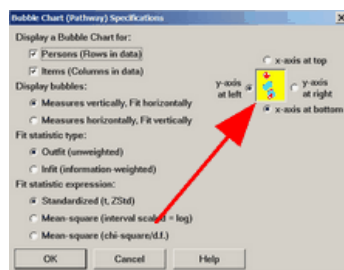 Bubble Chart (Pathway) Specifications
Display a Bubble Chart for:
Persons (Rows in data)
Items (Columns in data)
Display bubbles:
Measures vertically, Fit horizontally
Measures horizontally, Fit vertically
Fit statistic type:
Outfit (unweighted)
Infit (information-weighted)
Fit statistic expression:
Standardized (t, ZStd)
Mean-square (interval scaled = log)
Mean-square (chi-square/d.f.)
x-axis at top
y-axis at left
y-axis at right
x-axis at bottom
OK Cancel Help